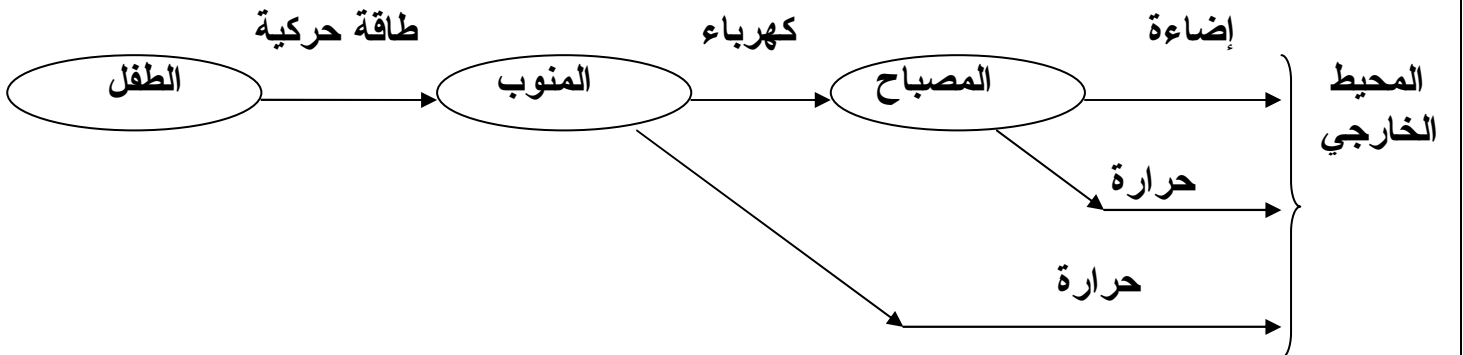 طاقة حركية
كهرباء
إضاءة
الطفل
المنوب
المصباح
المحيط
الخارجي
حرارة
حرارة